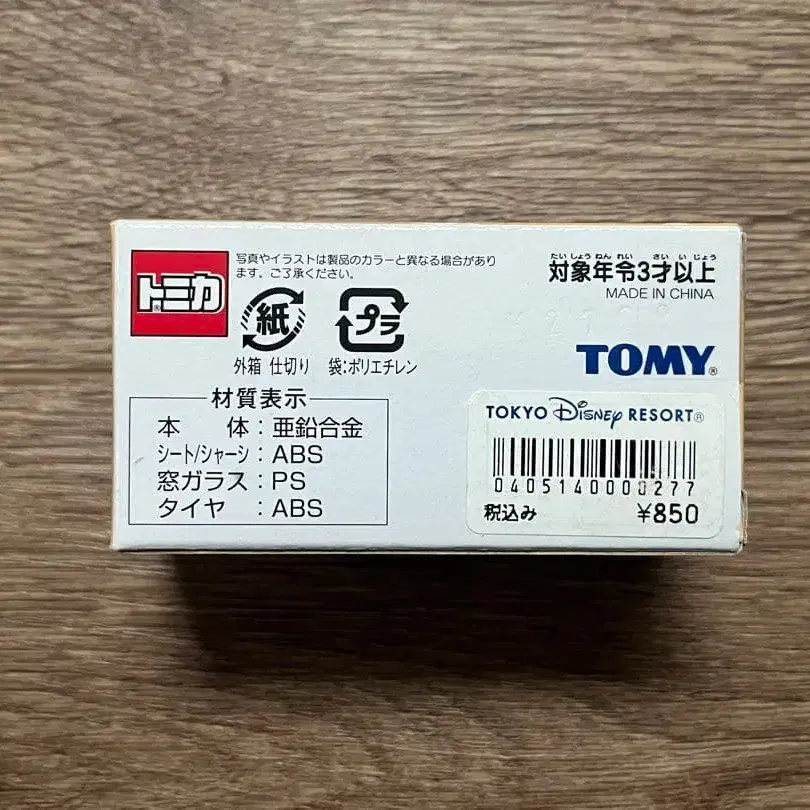 トミカ®
写真やイラストは製品のカラーと異なる場合があり
ます。ご了承ください。
紙
外箱 仕切り
プラ
袋:ポリエチレン
たいしょうねんれい さいいじょう
対象年令3才以上
MADE IN CHINA
TOMY®
材質表示
本 体:亜鉛合金
シート/シャーシ:ABS
窓ガラス:PS
タイヤ:ABS
TOKYO Disney RESORT®
0405140000277
税込み ¥850